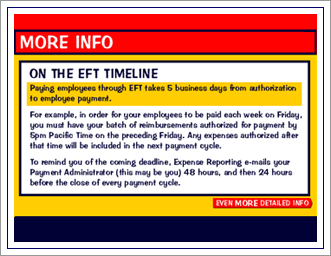 MORE INFO
ON THE EFT TIMELINE
Paying employees through EFT takes 5 business days from authorization
to employee payment.
For example, in order for your employees to be paid each week on Friday,
you must have your batch of reimbursements authorized for payment by
5pm Pacific Time on the preceding Friday. Any expenses authorized after
that time will be included in the next payment cycle.
To remind you of the coming deadline, Expense Reporting e-mails your
Payment Administrator (this may be you) 48 hours, and then 24 hours
before the close of every payment cycle.
EVEN MORE DETAILED INFO